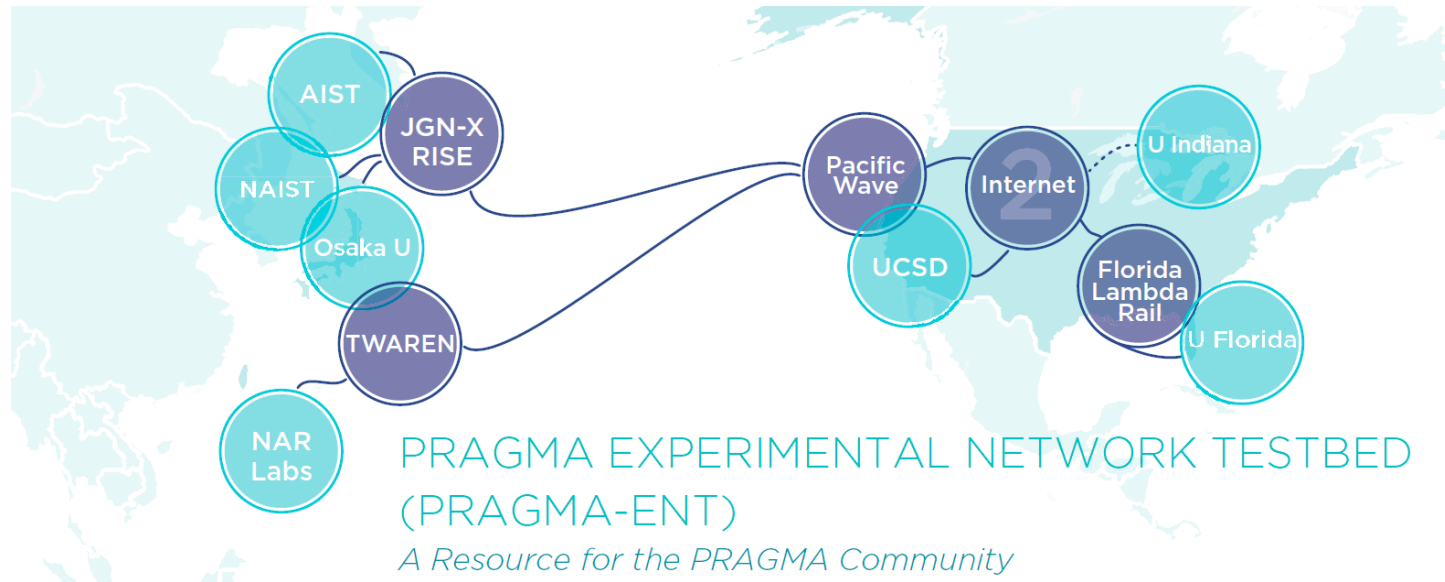 AIST
JGN-X
RISE
NAIST
Osaka U
TWAREN
NAR
Labs
Pacific
Wave
2
Internet
U Indiana
UCSD
Florida
Lambda
Rail
U Florida
PRAGMA EXPERIMENTAL NETWORK TESTBED
(PRAGMA-ENT)
A Resource for the PRAGMA Community